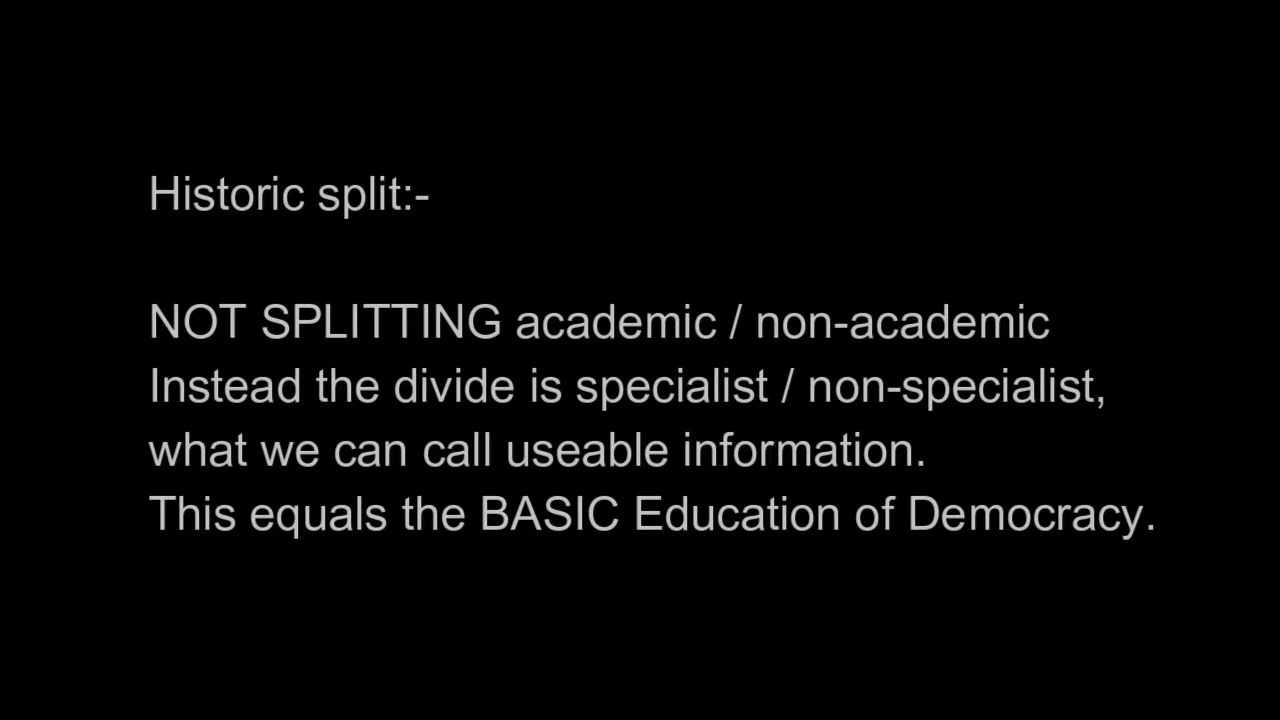 Historic split:-
NOT SPLITTING academic / non-academic
Instead the divide is specialist / non-specialist,
what we can call useable information.
This equals the BASIC Education of Democracy.